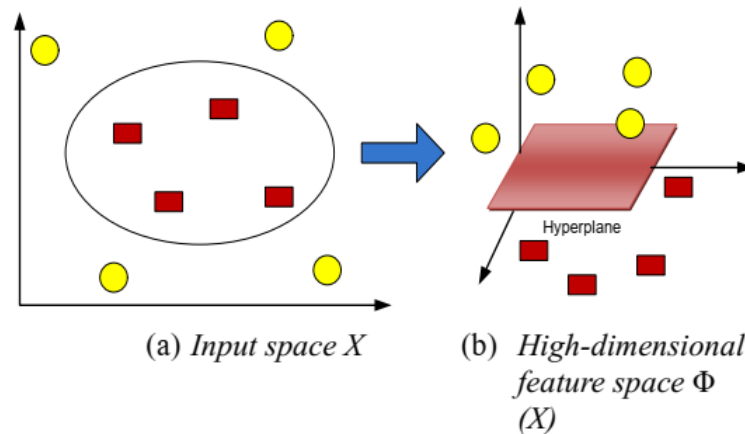 Hyperplane
(a) Input space X
(b) High-dimensional
feature space Φ
(X)